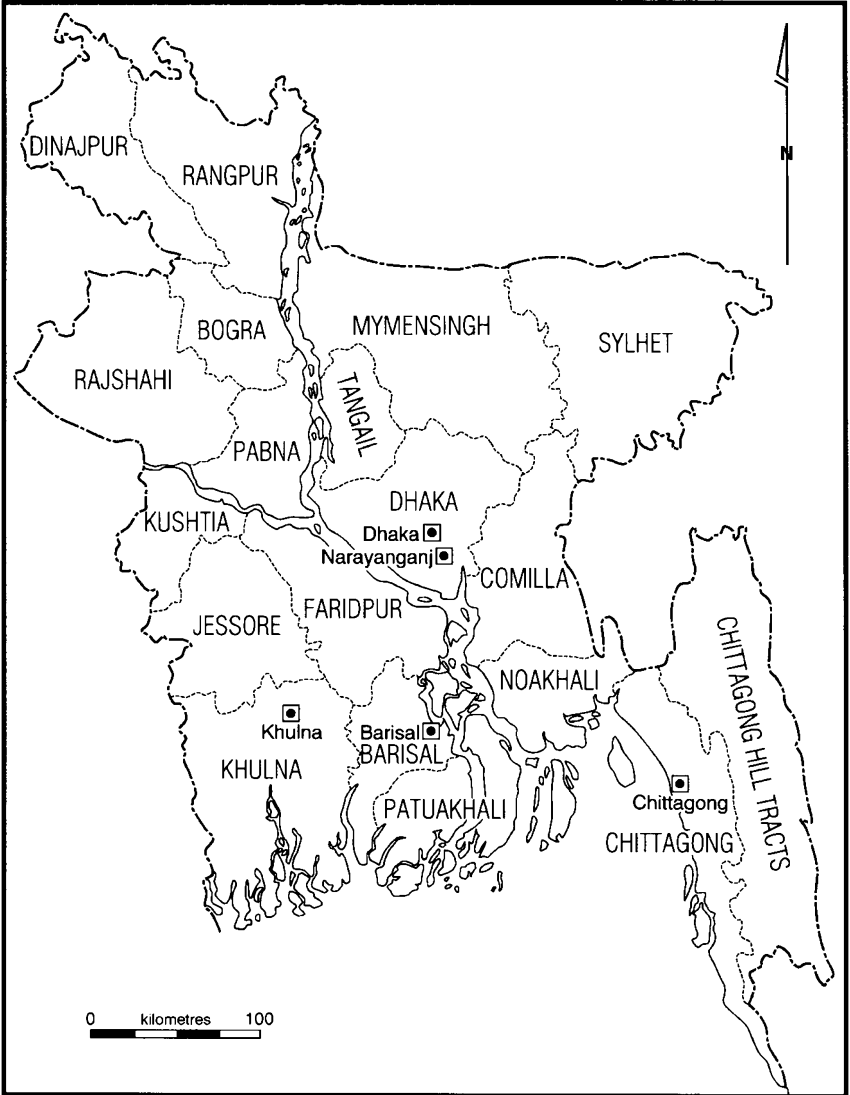 N
DINAJPUR
RANGPUR
BOGRA
MYMENSINGH
SYLHET
RAJSHAHI
TANGAIL
PABNA
DHAKA
KUSHTIA
Dhaka
Narayanganj
COMILLA
FARIDPUR
JESSORE
CHITTAGONG HILL TRACTS
NOAKHALI
Khulna
Barisal
BARISAL
KHULNA
PATUAKHALI
Chittagong
CHITTAGONG
0 kilometres 100